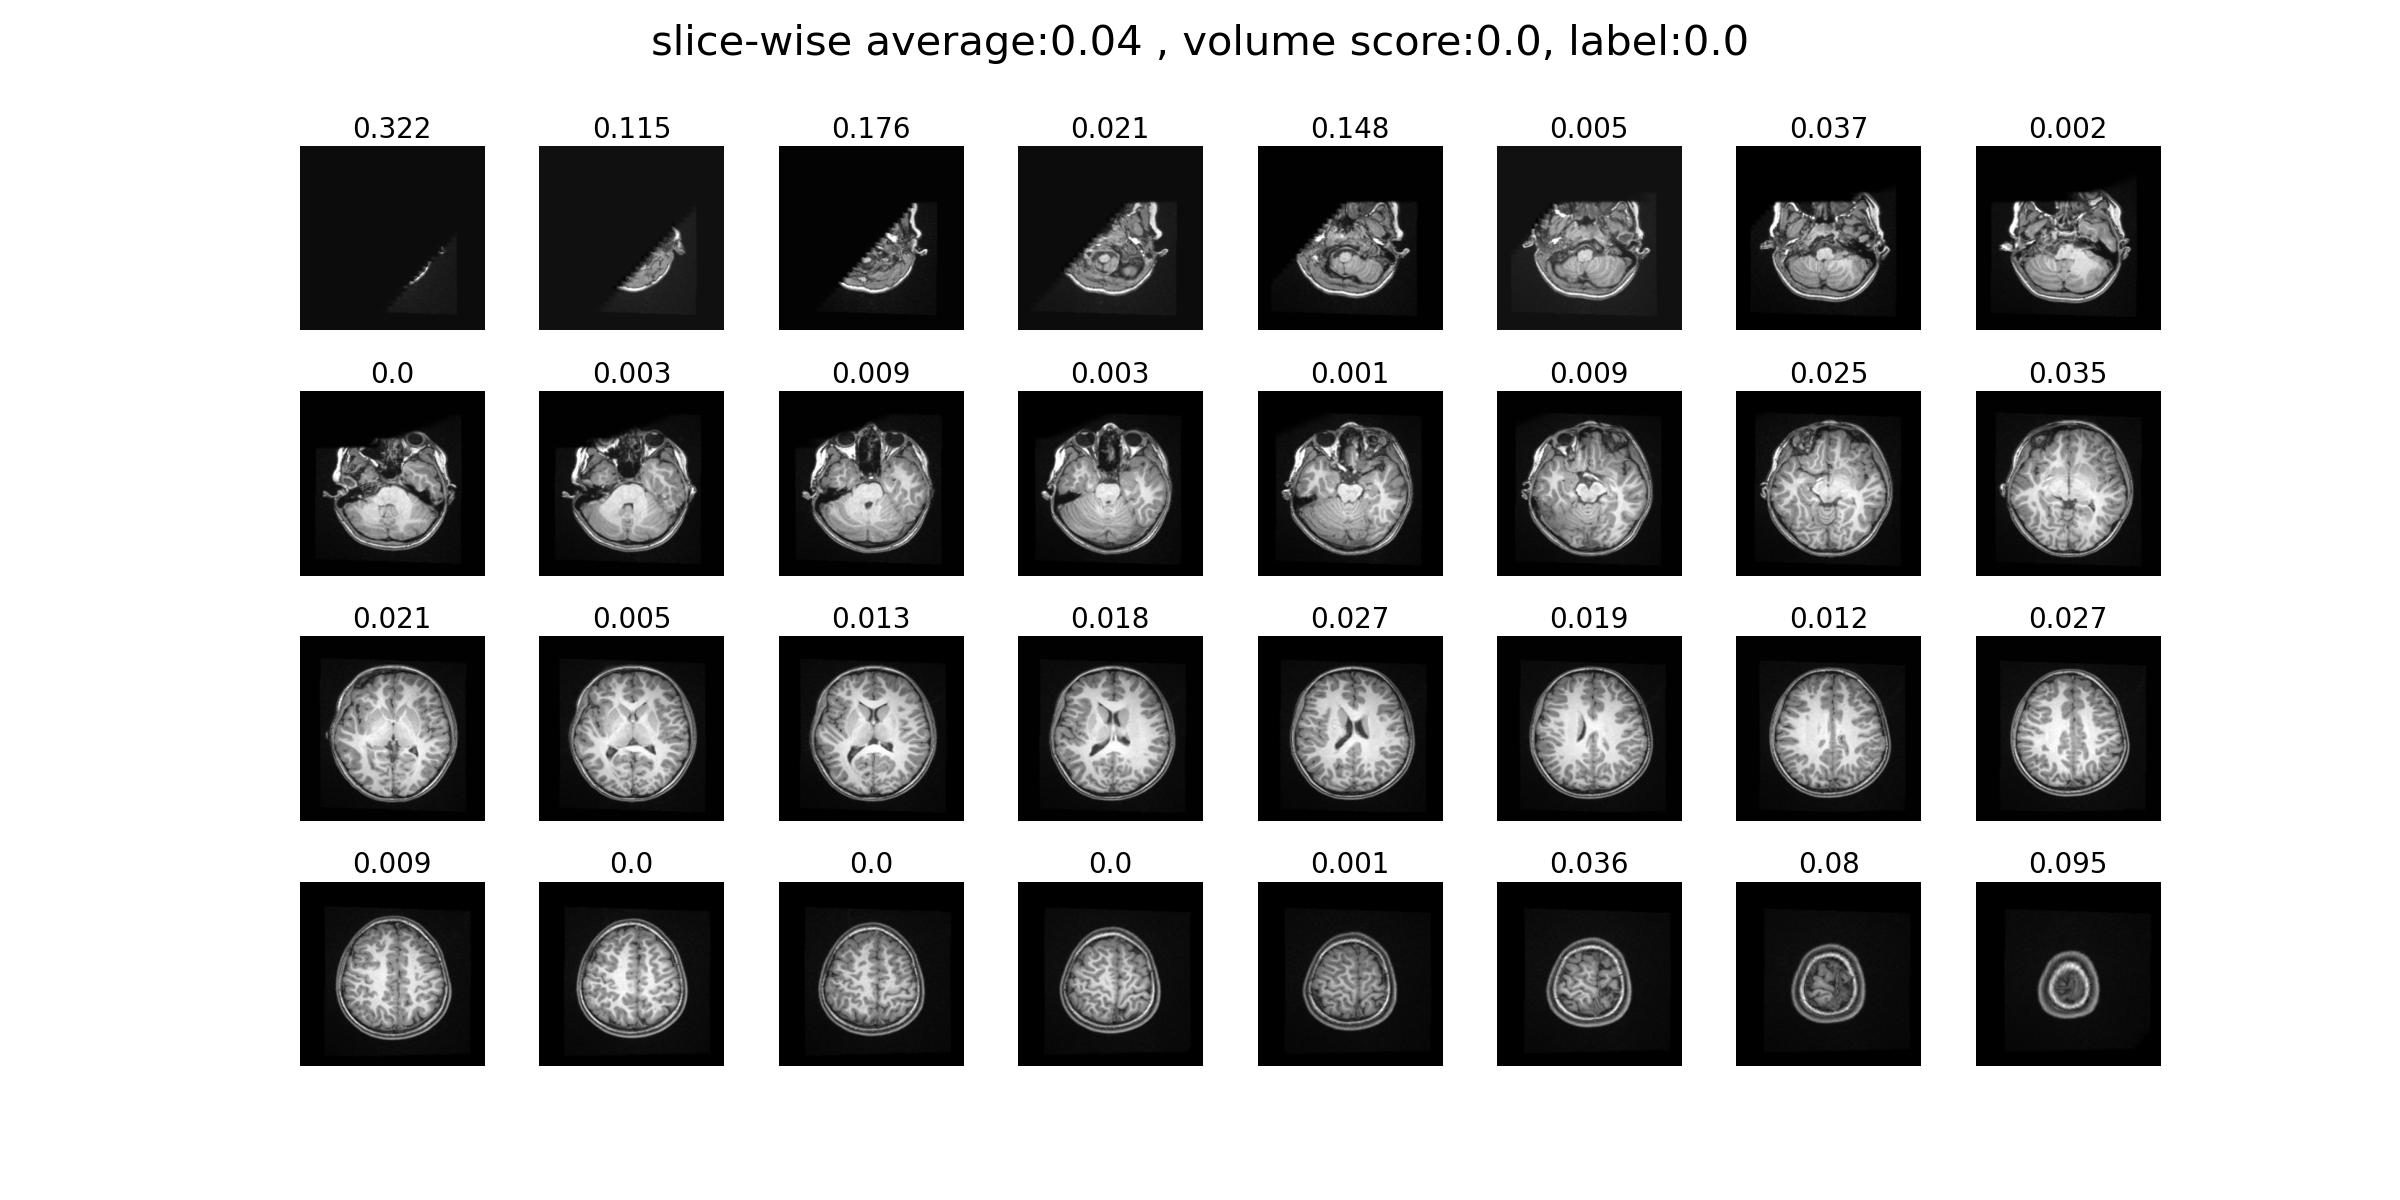 slice-wise average:0.04 , volume score:0.0, label:0.0
0.322 0.115 0.176 0.021 0.148 0.005 0.037 0.002
0.0 0.003 0.009 0.003 0.001 0.009 0.025 0.035
0.021 0.005 0.013 0.018 0.027 0.019 0.012 0.027
0.009 0.0 0.0 0.0 0.001 0.036 0.08 0.095